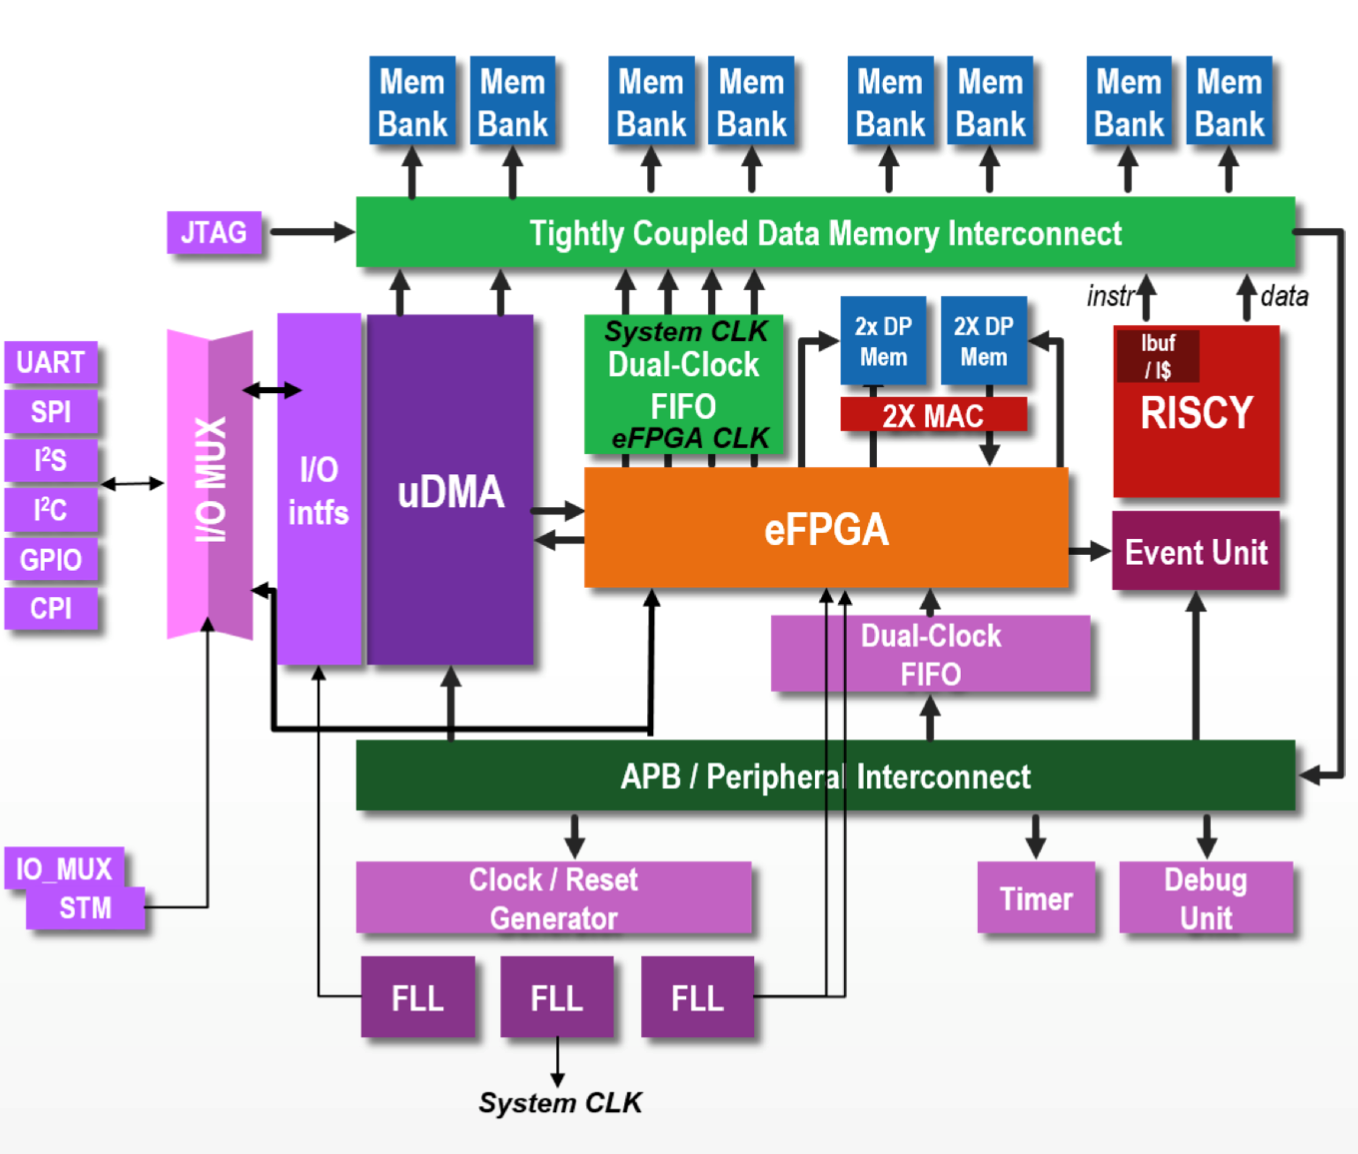 Mem Bank
Mem Bank
Mem Bank
Mem Bank
Mem Bank
Mem Bank
Mem Bank
Mem Bank
JTAG
Tightly Coupled Data Memory Interconnect
instr
data
UART
SPI
I²S
I²C
GPIO
CPI
I/O MUX
I/O
intfs
uDMA
System CLK
Dual-Clock
FIFO
eFPGA CLK
2x DP
Mem
2X DP
Mem
2X MAC
Ibuf
/ I$
RISCY
eFPGA
Event Unit
Dual-Clock
FIFO
APB / Peripheral Interconnect
IO_MUX
STM
Clock / Reset
Generator
Timer
Debug
Unit
FLL
FLL
FLL
System CLK